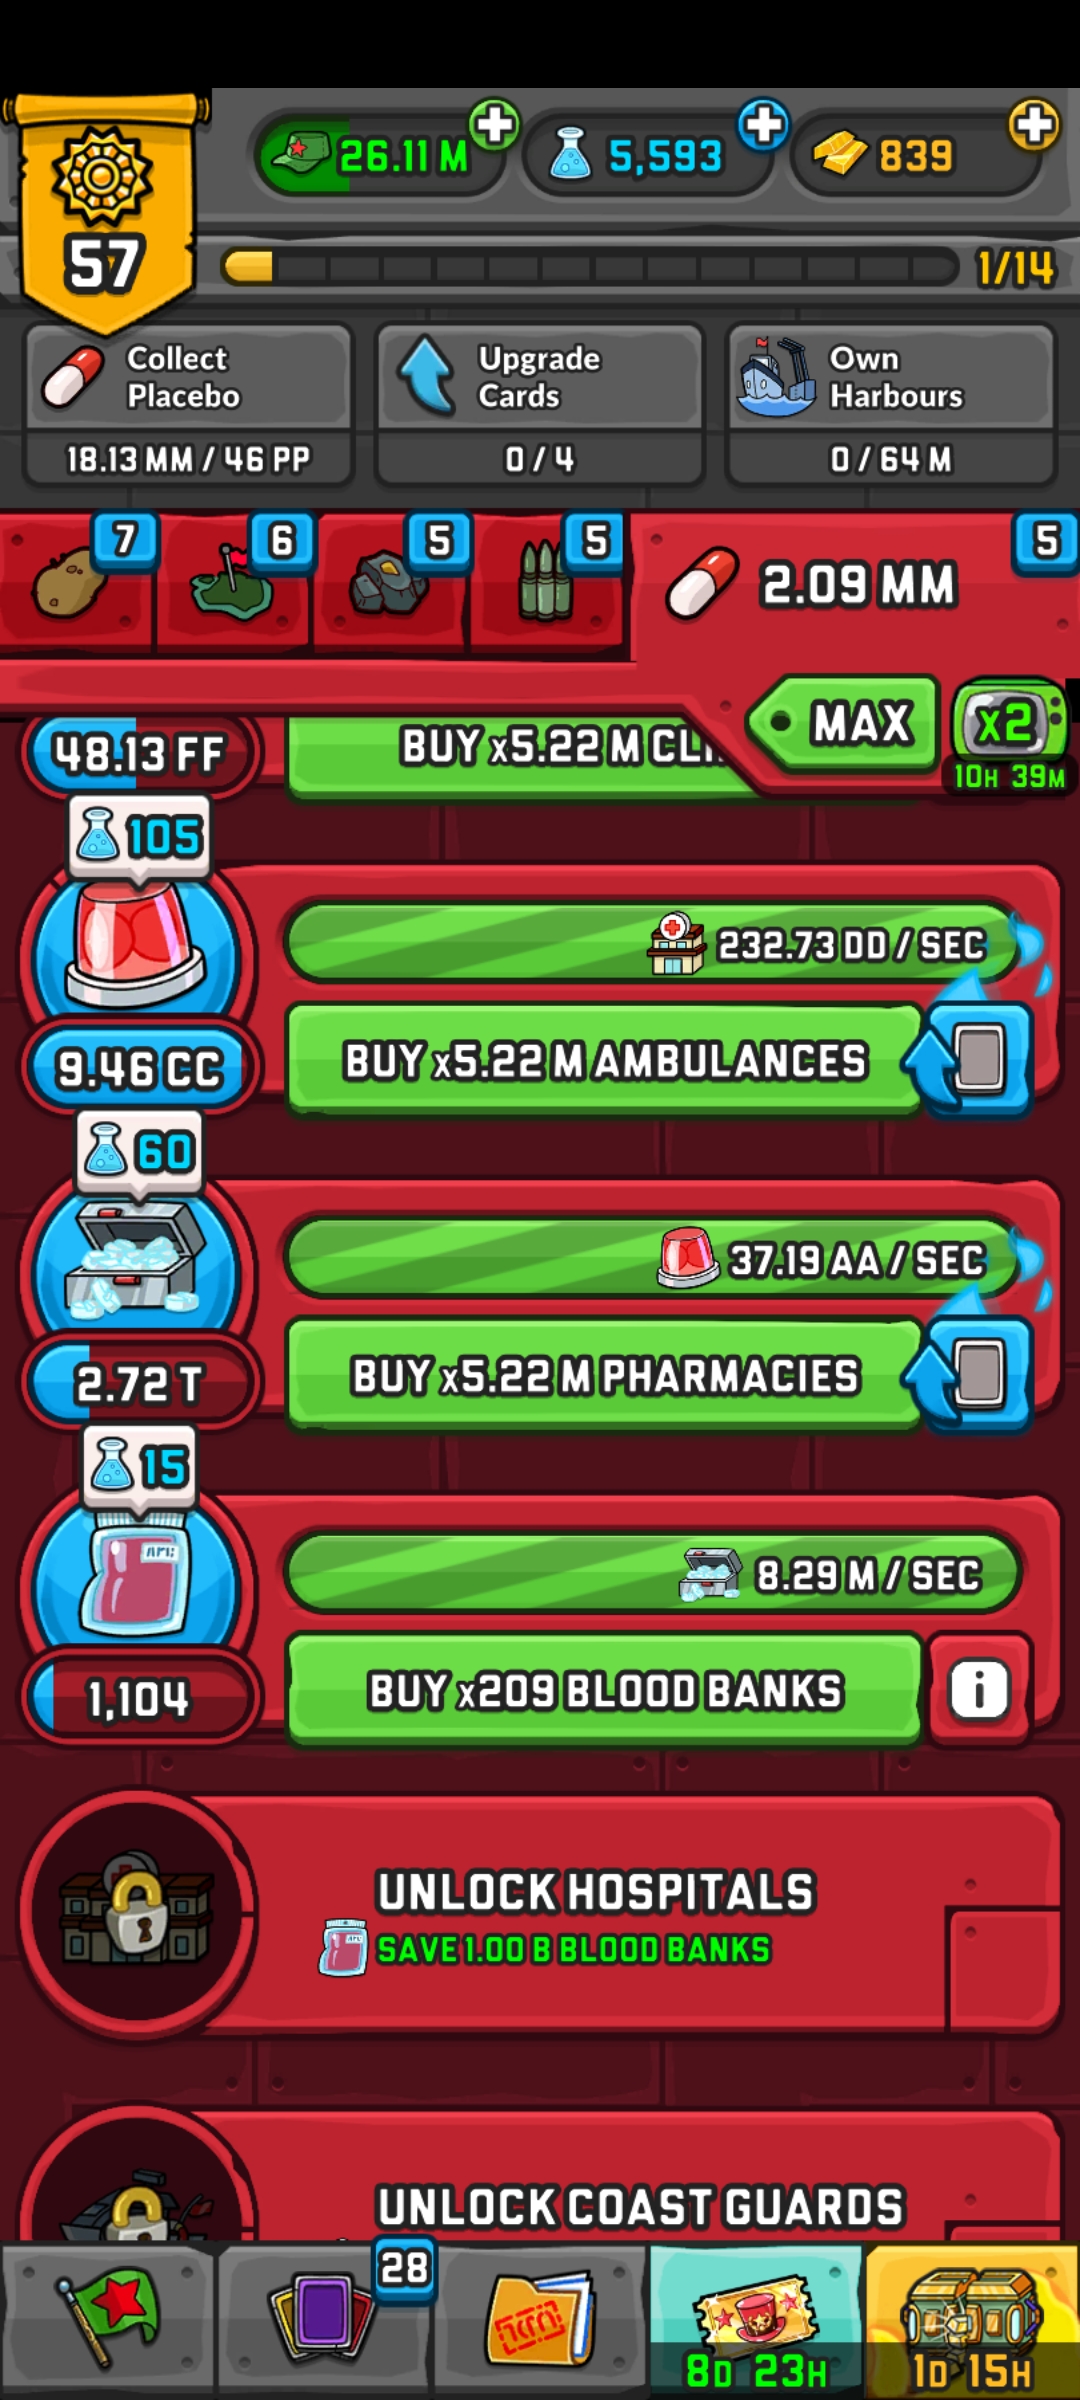 26.11 M
5,593
839
57
1/14
Collect
Placebo
18.13 MM / 46 PP
Upgrade
Cards
0 / 4
Own
Harbours
0 / 64 M
7
6
5
5
2.09 MM
5
MAX
x2
10H 39M
48.13 FF
BUY x5.22 M CLI...
105
232.73 DD / SEC
9.46 CC
BUY x5.22 M AMBULANCES
60
37.19 AA / SEC
2.72 T
BUY x5.22 M PHARMACIES
15
8.29 M / SEC
1,104
BUY x209 BLOOD BANKS
i
UNLOCK HOSPITALS
SAVE 1.00 B BLOOD BANKS
UNLOCK COAST GUARDS
28
8D 23H
1D 15H